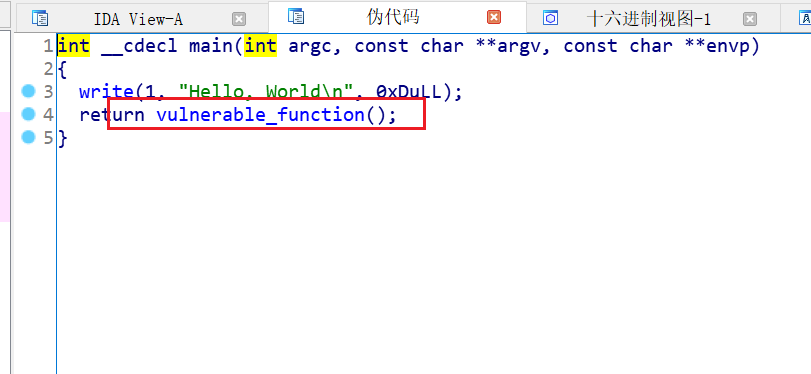 IDA View-A
伪代码
十六进制视图-1
1 int __cdecl main(int argc, const char **argv, const char **envp)
2 {
3 write(1, "Hello, World\n", 0xDuLL);
4 return vulnerable_function();
5 }